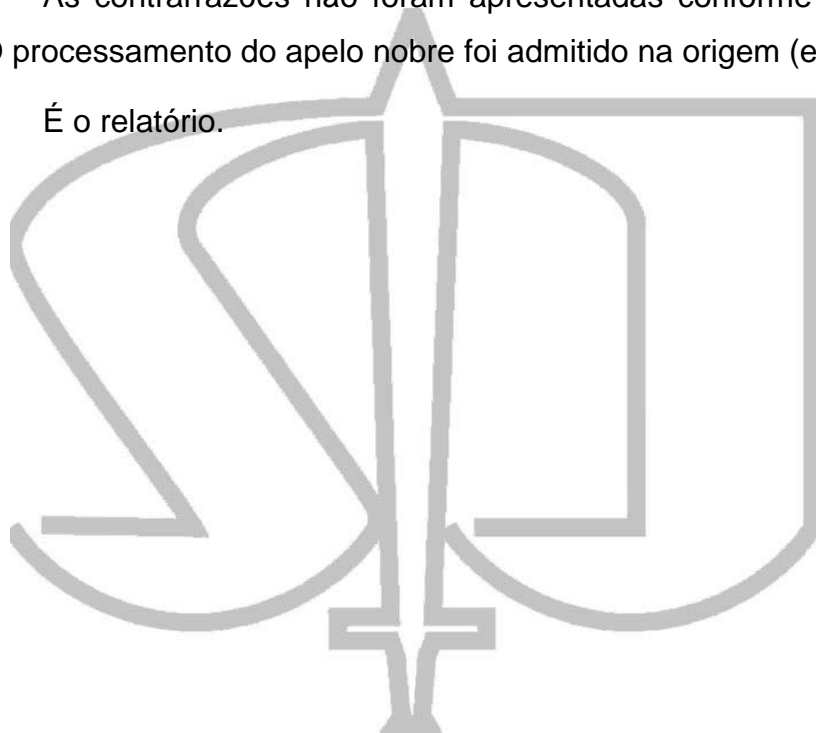 As contrarrazões não foram apresentadas conforme
processamento do apelo nobre foi admitido na origem (e
É o relatório.